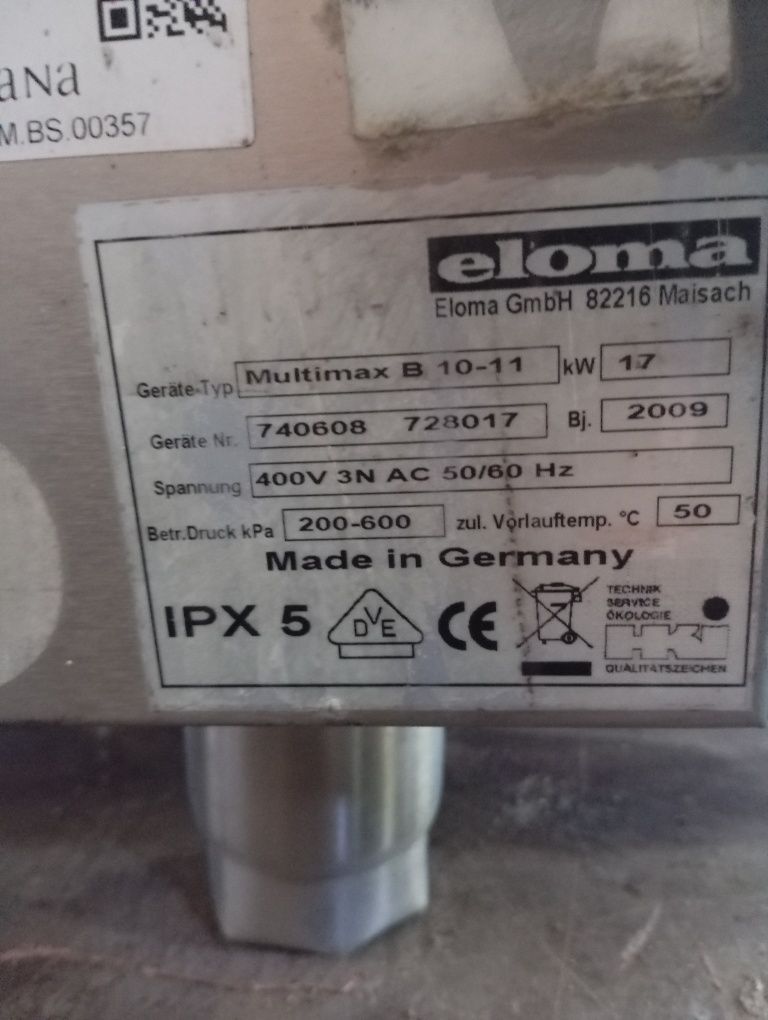 aNa
M.BS.00357
eloma
Eloma GmbH 82216 Maisach
Geräte-Typ Multimax B 10-11 kW 17
Geräte Nr. 740608 728017 Bj. 2009
Spannung 400V 3N AC 50/60 Hz
Betr.Druck kPa 200-600 zul. Vorlauftemp. °C 50
Made in Germany
IPX 5 DVE CE
TECHNIK
SERVICE
ÖKOLOGIE
HKI
QUALITÄTSZEICHEN